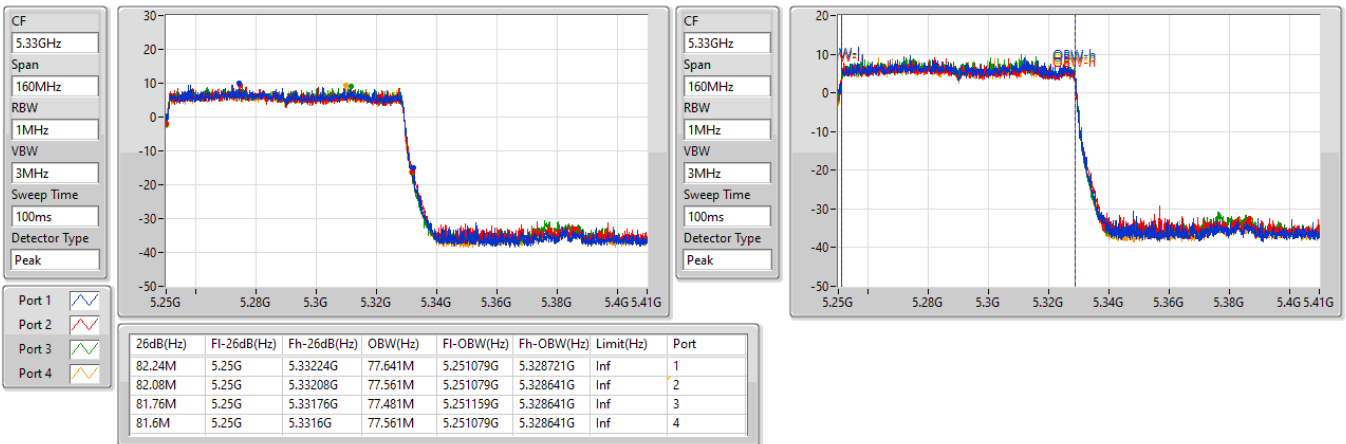 CF
5.33GHz
Span
160MHz
RBW
1MHz
VBW
3MHz
Sweep Time
100ms
Detector Type
Peak
30
20
10
0
-10
-20
-30
-40
-50
5.25G 5.28G 5.3G 5.32G 5.34G 5.36G 5.38G 5.4G 5.41G
CF
5.33GHz
Span
160MHz
RBW
1MHz
VBW
3MHz
Sweep Time
100ms
Detector Type
Peak
20
10
0
-10
-20
-30
-40
-50
W-l
OBW-h
OBW-h
5.25G 5.28G 5.3G 5.32G 5.34G 5.36G 5.38G 5.4G 5.41G
Port 1
Port 2
Port 3
Port 4
26dB(Hz) Fl-26dB(Hz) Fh-26dB(Hz) OBW(Hz) Fl-OBW(Hz) Fh-OBW(Hz) Limit(Hz) Port
82.24M 5.25G 5.33224G 77.641M 5.251079G 5.328721G Inf 1
82.08M 5.25G 5.33208G 77.561M 5.251079G 5.328641G Inf 2
81.76M 5.25G 5.33176G 77.481M 5.251159G 5.328641G Inf 3
81.6M 5.25G 5.3316G 77.561M 5.251079G 5.328641G Inf 4